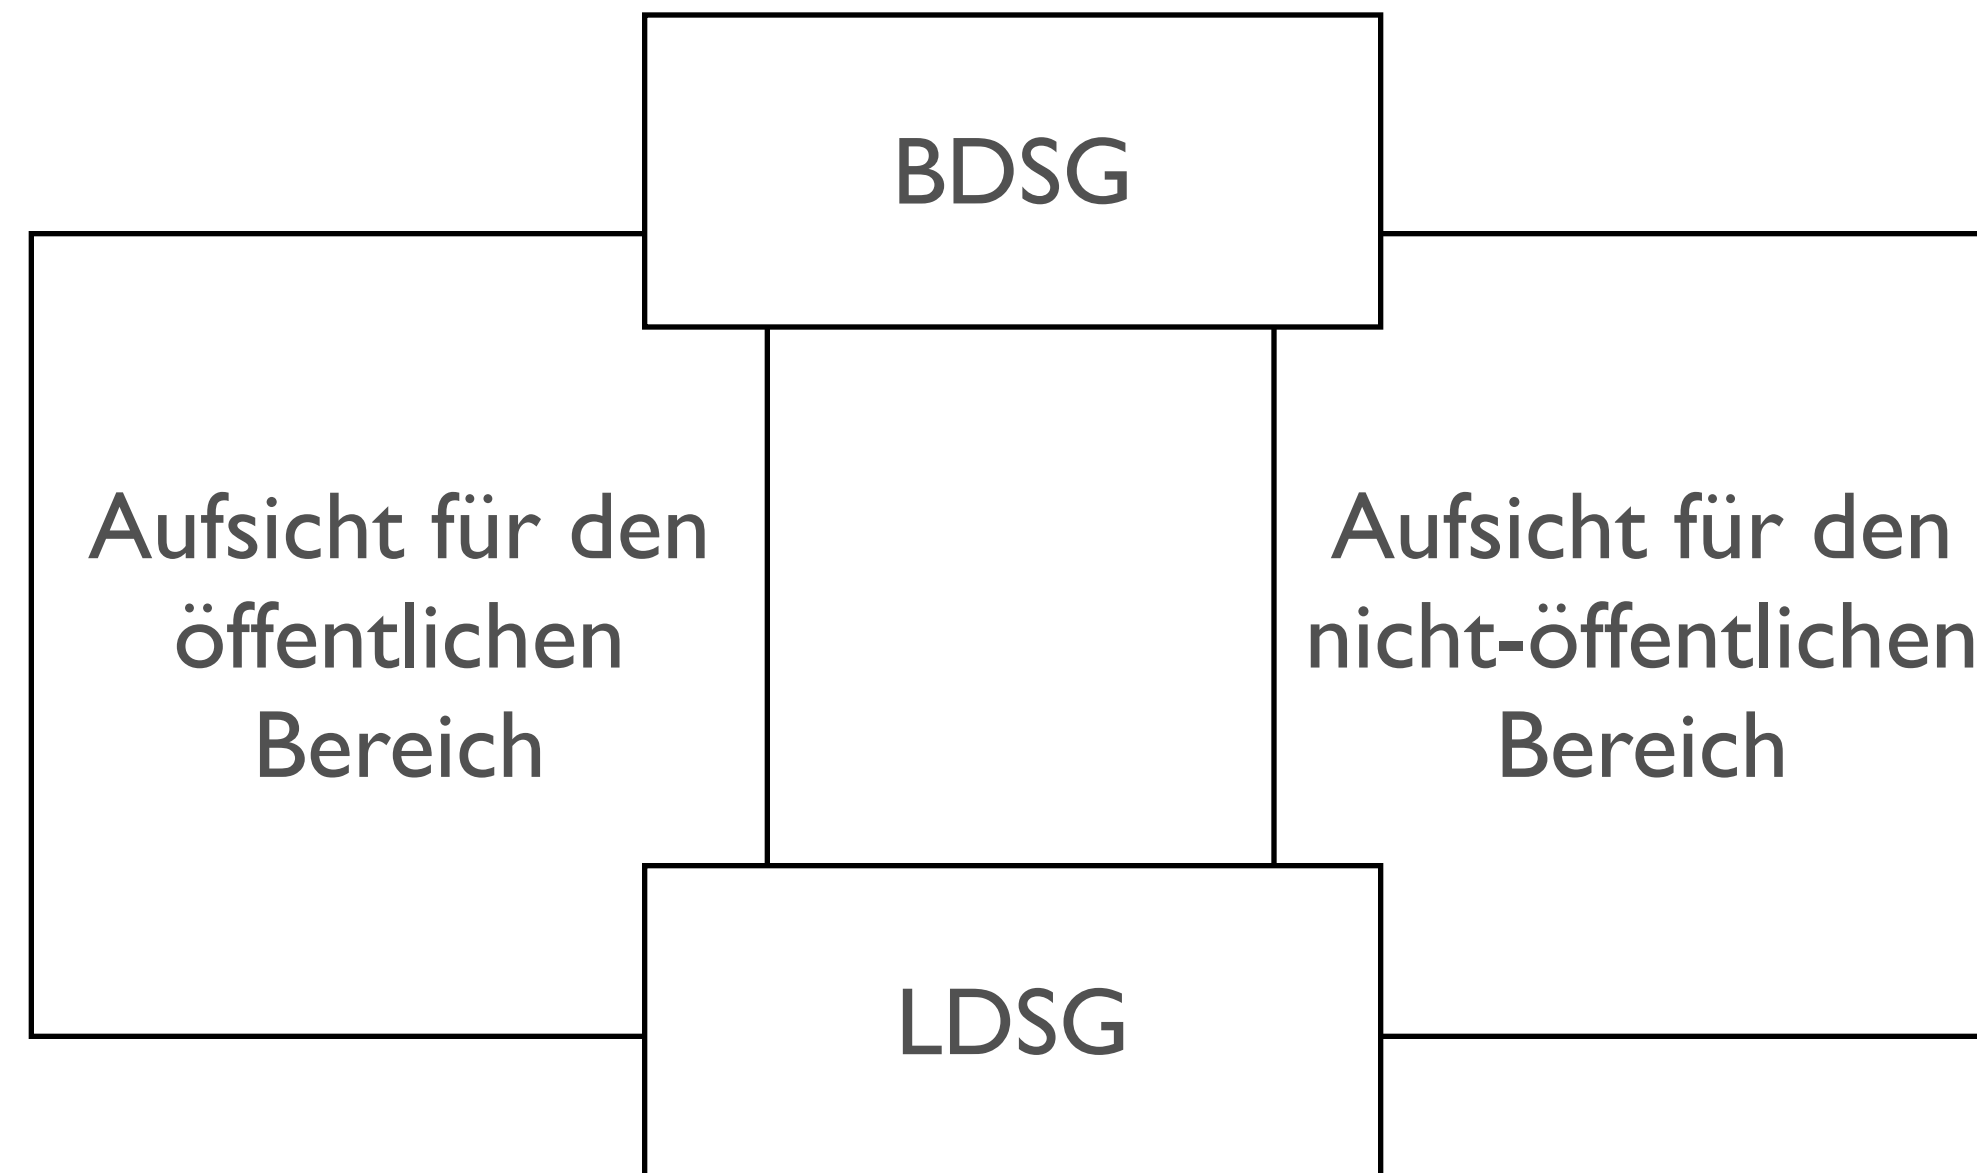 BDSG
Aufsicht für den
öffentlichen
Bereich
Aufsicht für den
nicht-öffentlichen
Bereich
LDSG